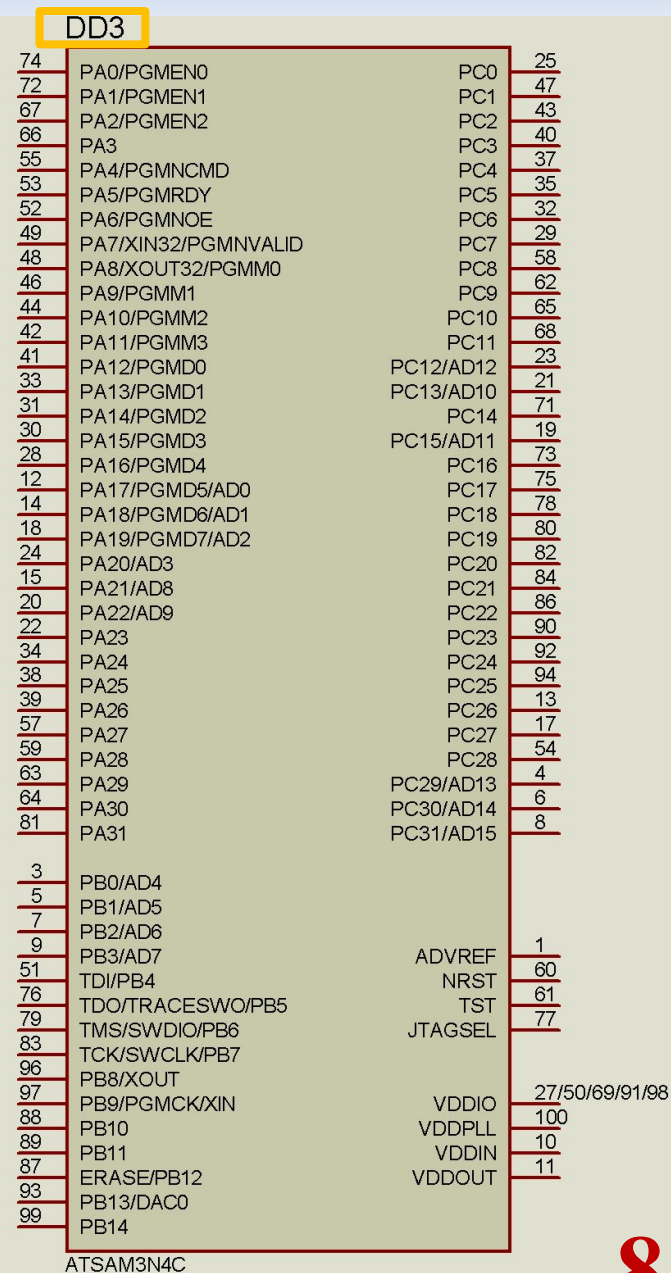 DD3
74 PA0/PGMEN0 PC0 25
72 PA1/PGMEN1 PC1 47
67 PA2/PGMEN2 PC2 43
66 PA3 PC3 40
55 PA4/PGMNCMD PC4 37
53 PA5/PGMRDY PC5 35
52 PA6/PGMNOE PC6 32
49 PA7/XIN32/PGMNVALID PC7 29
48 PA8/XOUT32/PGMM0 PC8 58
46 PA9/PGMM1 PC9 62
44 PA10/PGMM2 PC10 65
42 PA11/PGMM3 PC11 68
41 PA12/PGMD0 PC12/AD12 23
33 PA13/PGMD1 PC13/AD10 21
31 PA14/PGMD2 PC14 71
30 PA15/PGMD3 PC15/AD11 19
28 PA16/PGMD4 PC16 73
12 PA17/PGMD5/AD0 PC17 75
14 PA18/PGMD6/AD1 PC18 78
18 PA19/PGMD7/AD2 PC19 80
24 PA20/AD3 PC20 82
15 PA21/AD8 PC21 84
20 PA22/AD9 PC22 86
22 PA23 PC23 90
34 PA24 PC24 92
38 PA25 PC25 94
39 PA26 PC26 13
57 PA27 PC27 17
59 PA28 PC28 54
63 PA29 PC29/AD13 4
64 PA30 PC30/AD14 6
81 PA31 PC31/AD15 8
3 PB0/AD4
5 PB1/AD5
7 PB2/AD6
9 PB3/AD7 ADVREF 1
51 TDI/PB4 NRST 60
76 TDO/TRACESWO/PB5 TST 61
79 TMS/SWDIO/PB6 JTAGSEL 77
83 TCK/SWCLK/PB7
96 PB8/XOUT
97 PB9/PGMCK/XIN VDDIO 27/50/69/91/98
88 PB10 VDDPLL 100
89 PB11 VDDIN 10
87 ERASE/PB12 VDDOUT 11
93 PB13/DAC0
99 PB14
ATSAM3N4C
8